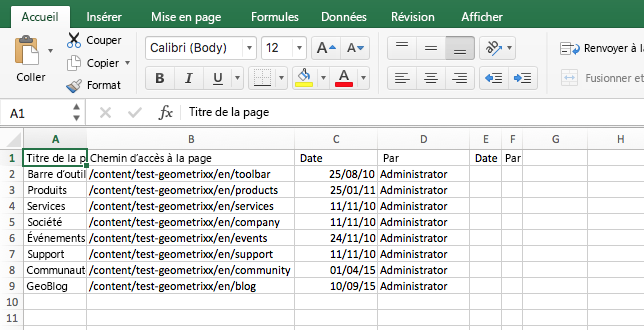 Accueil Insérer Mise en page Formules Données Révision Afficher
Coller Couper Calibri (Body) 12 A A Renvoyer à la
Copier
Format B I U A Fusionner et
A1 fx Titre de la page
A B C D E F G H
1 Titre de la p Chemin d'accès à la page Date Par Date Par
2 Barre d'outil /content/test-geometrixx/en/toolbar 25/08/10 Administrator
3 Produits /content/test-geometrixx/en/products 25/01/11 Administrator
4 Services /content/test-geometrixx/en/services 11/11/10 Administrator
5 Société /content/test-geometrixx/en/company 11/11/10 Administrator
6 Événements /content/test-geometrixx/en/events 24/11/10 Administrator
7 Support /content/test-geometrixx/en/support 11/11/10 Administrator
8 Communaut /content/test-geometrixx/en/community 01/04/15 Administrator
9 GeoBlog /content/test-geometrixx/en/blog 10/09/15 Administrator
10
11